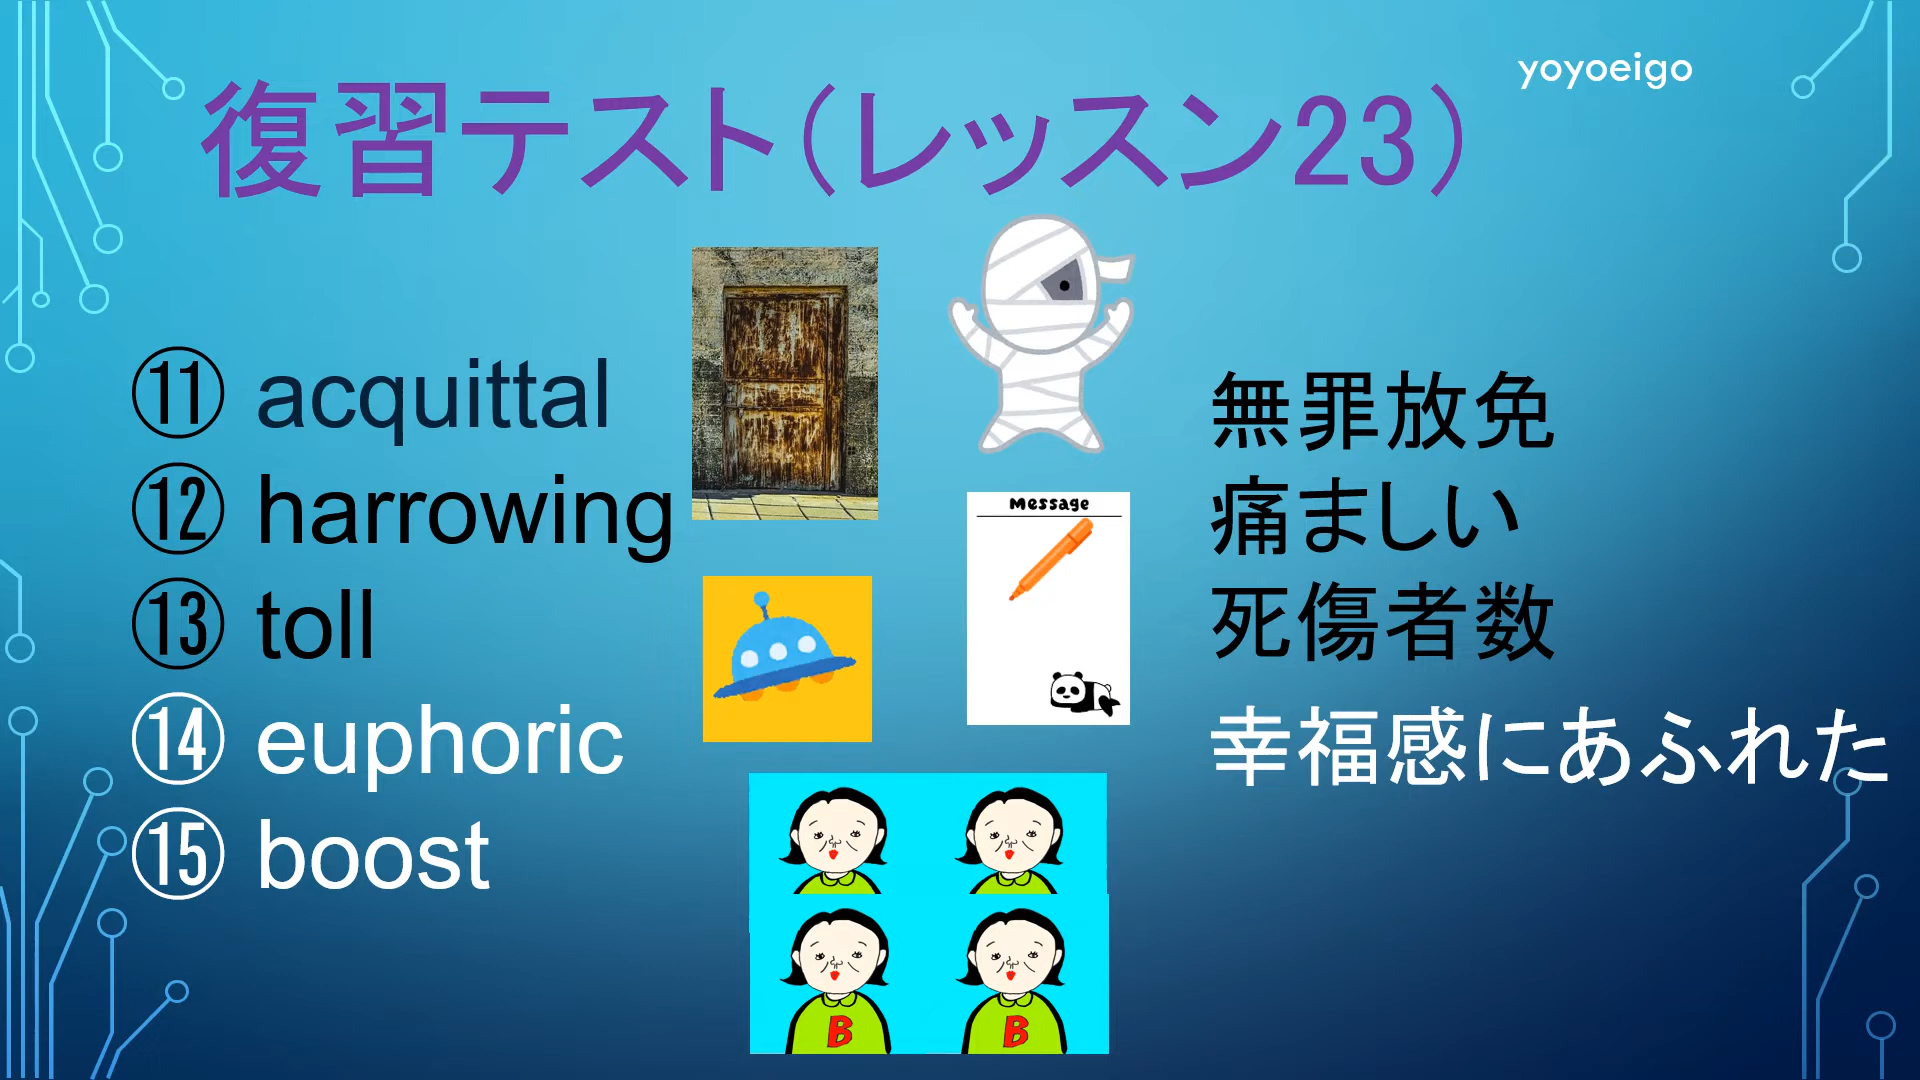 yoyoeigo
復習テスト（レッスン23）
⑪ acquittal
無罪放免
⑫ harrowing
痛ましい
⑬ toll
死傷者数
⑭ euphoric
幸福感にあふれた
⑮ boost
Message
B B